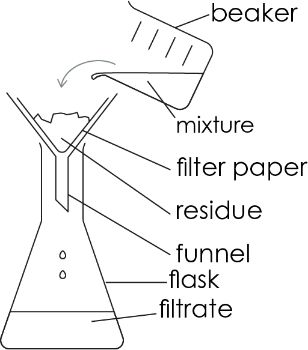 beaker
mixture
filter paper
residue
funnel
flask
filtrate